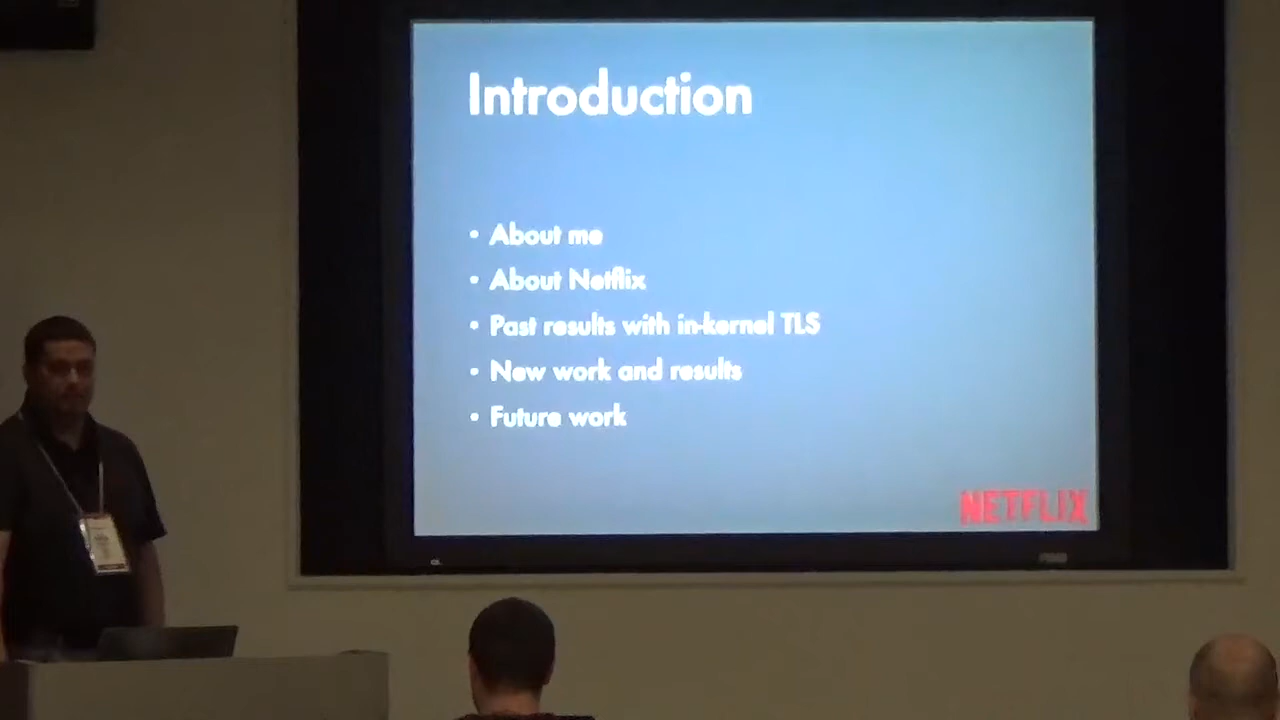 Introduction
• About me
• About Netflix
• Past results with in-kernel TLS
• New work and results
• Future work
NETFLIX